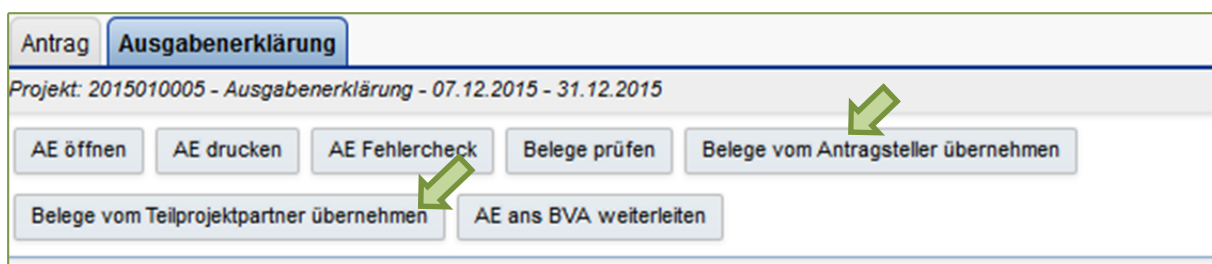 Antrag Ausgabenerklärung
Projekt: 2015010005 - Ausgabenerklärung - 07.12.2015 - 31.12.2015
AE öffnen AE drucken AE Fehlercheck Belege prüfen Belege vom Antragsteller übernehmen
Belege vom Teilprojektpartner übernehmen AE ans BVA weiterleiten